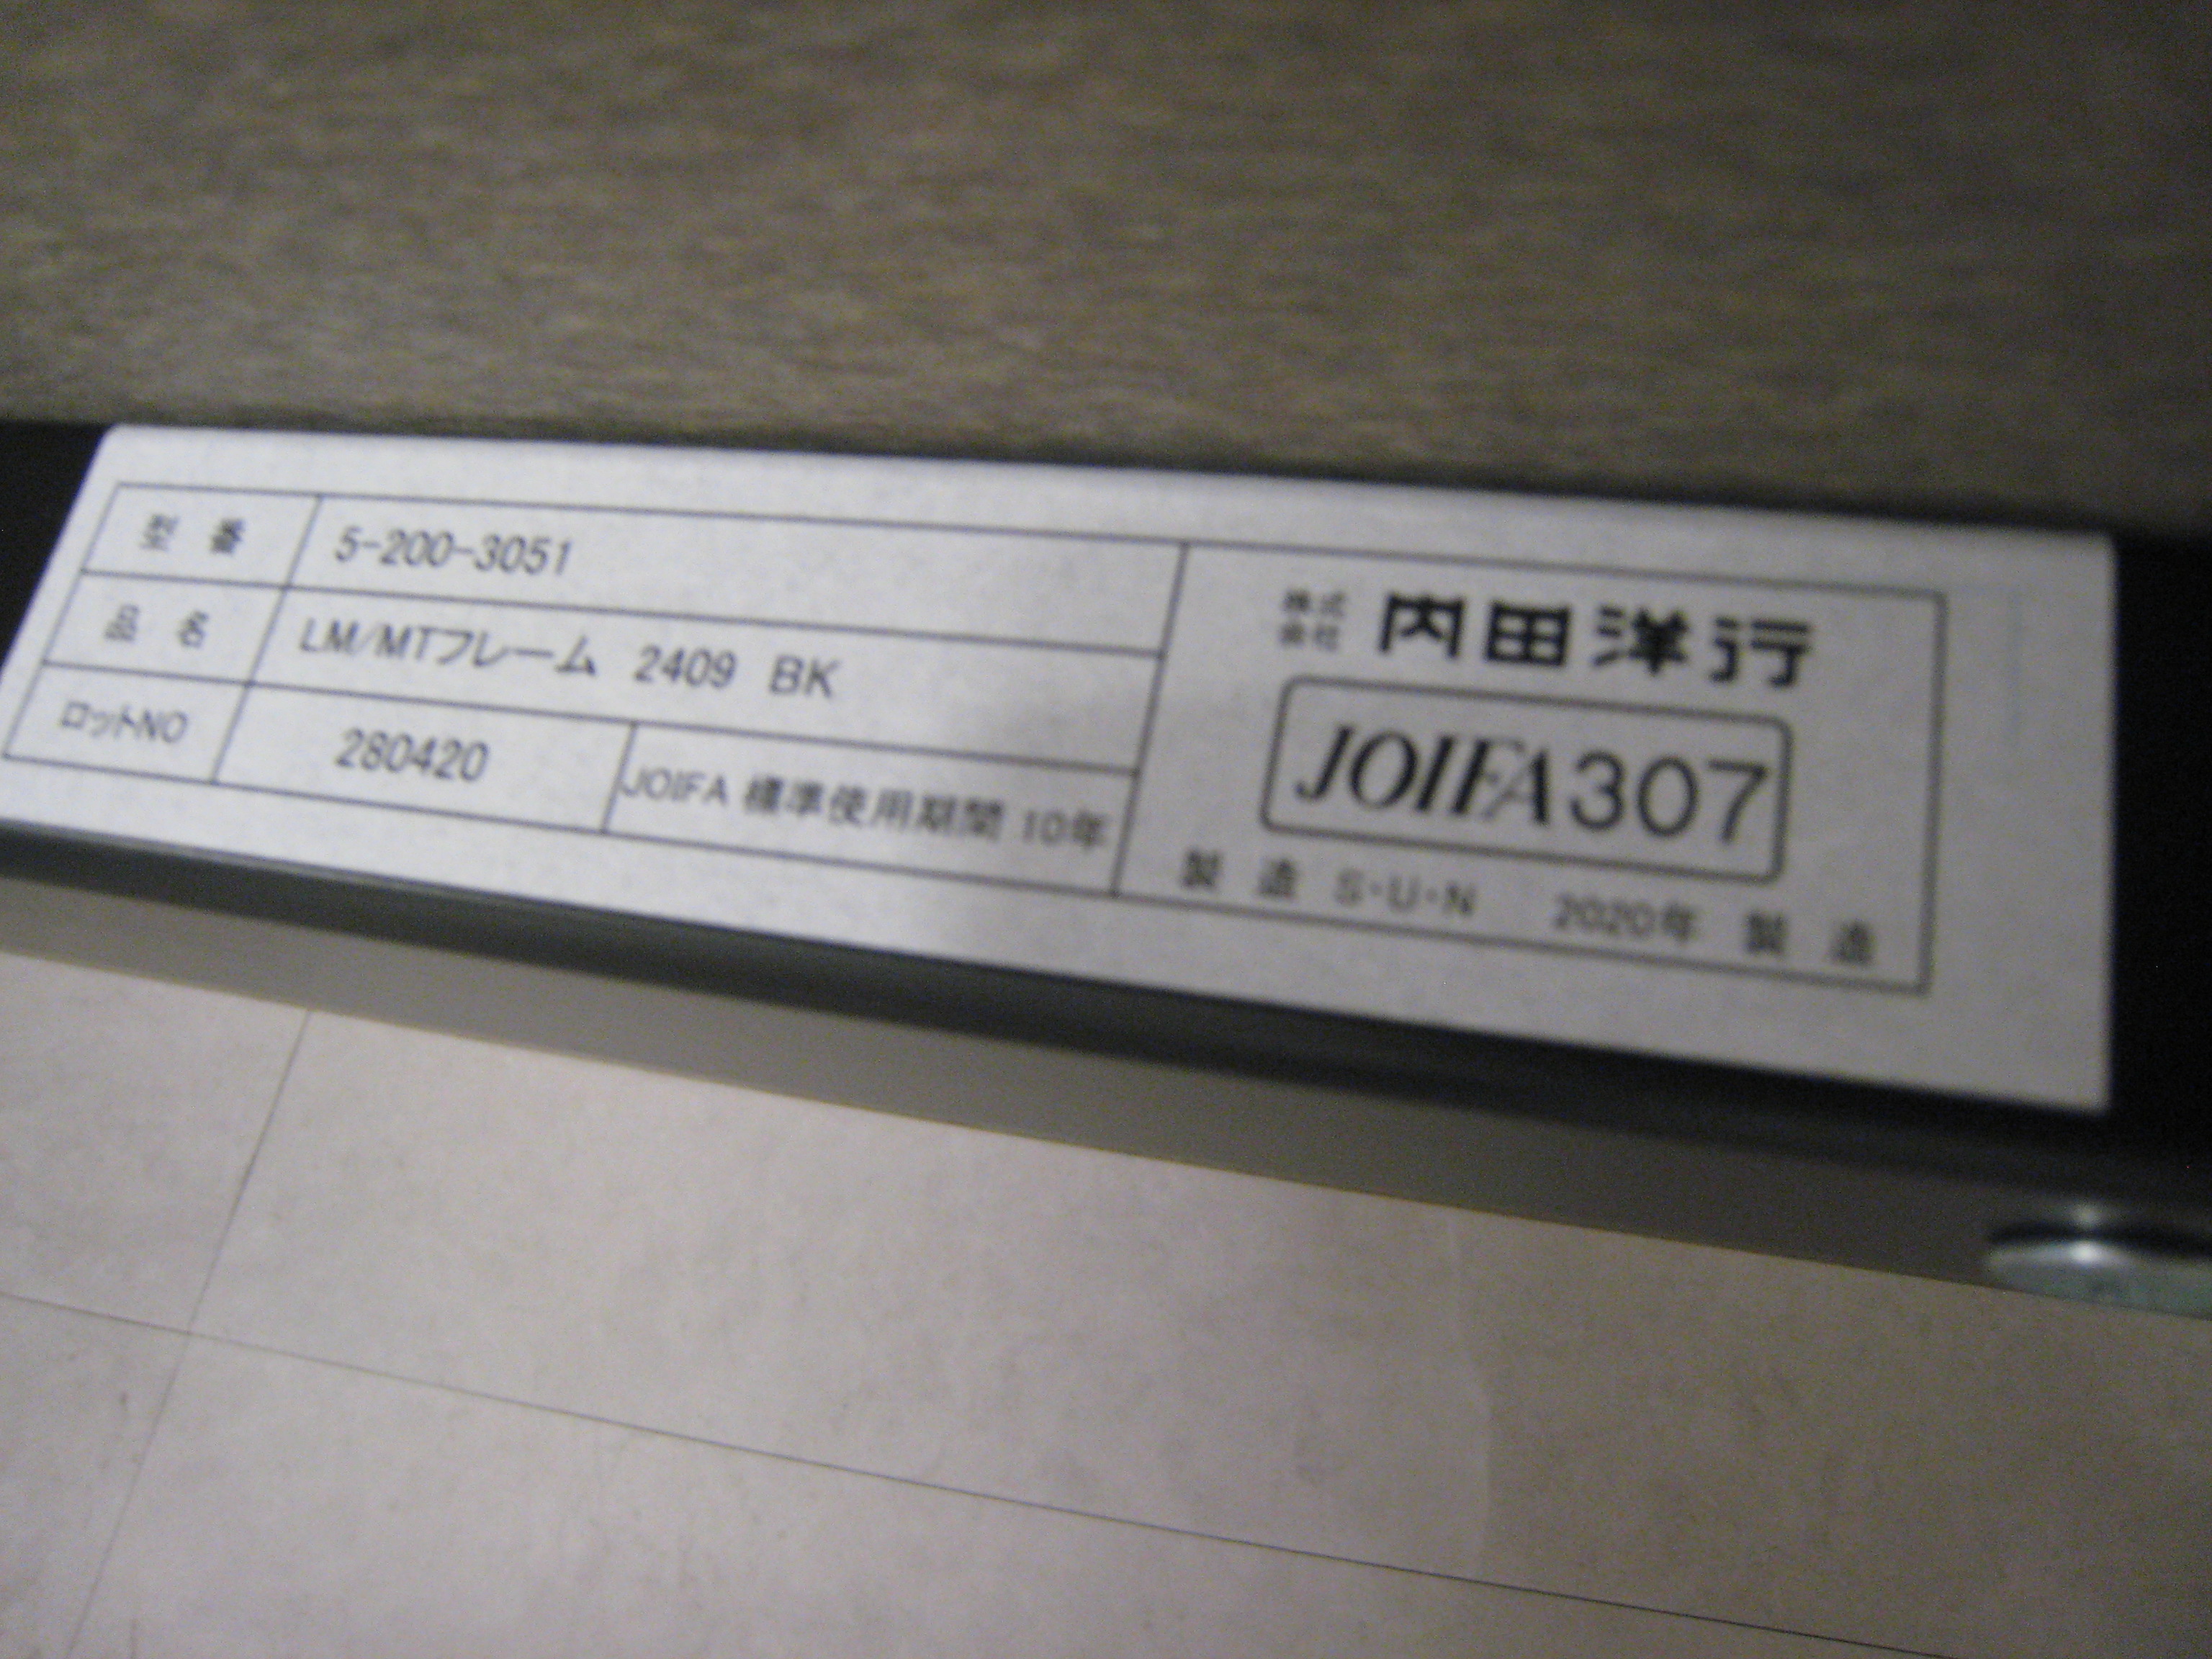 型 番 5-200-3051
品 名 LM/MTフレーム 2409 BK
ロットNO 280420 JOIFA 標準使用期間 10年
株式会社 内田洋行
JOIFA307
製 造 S・U・N 2020年 製 造